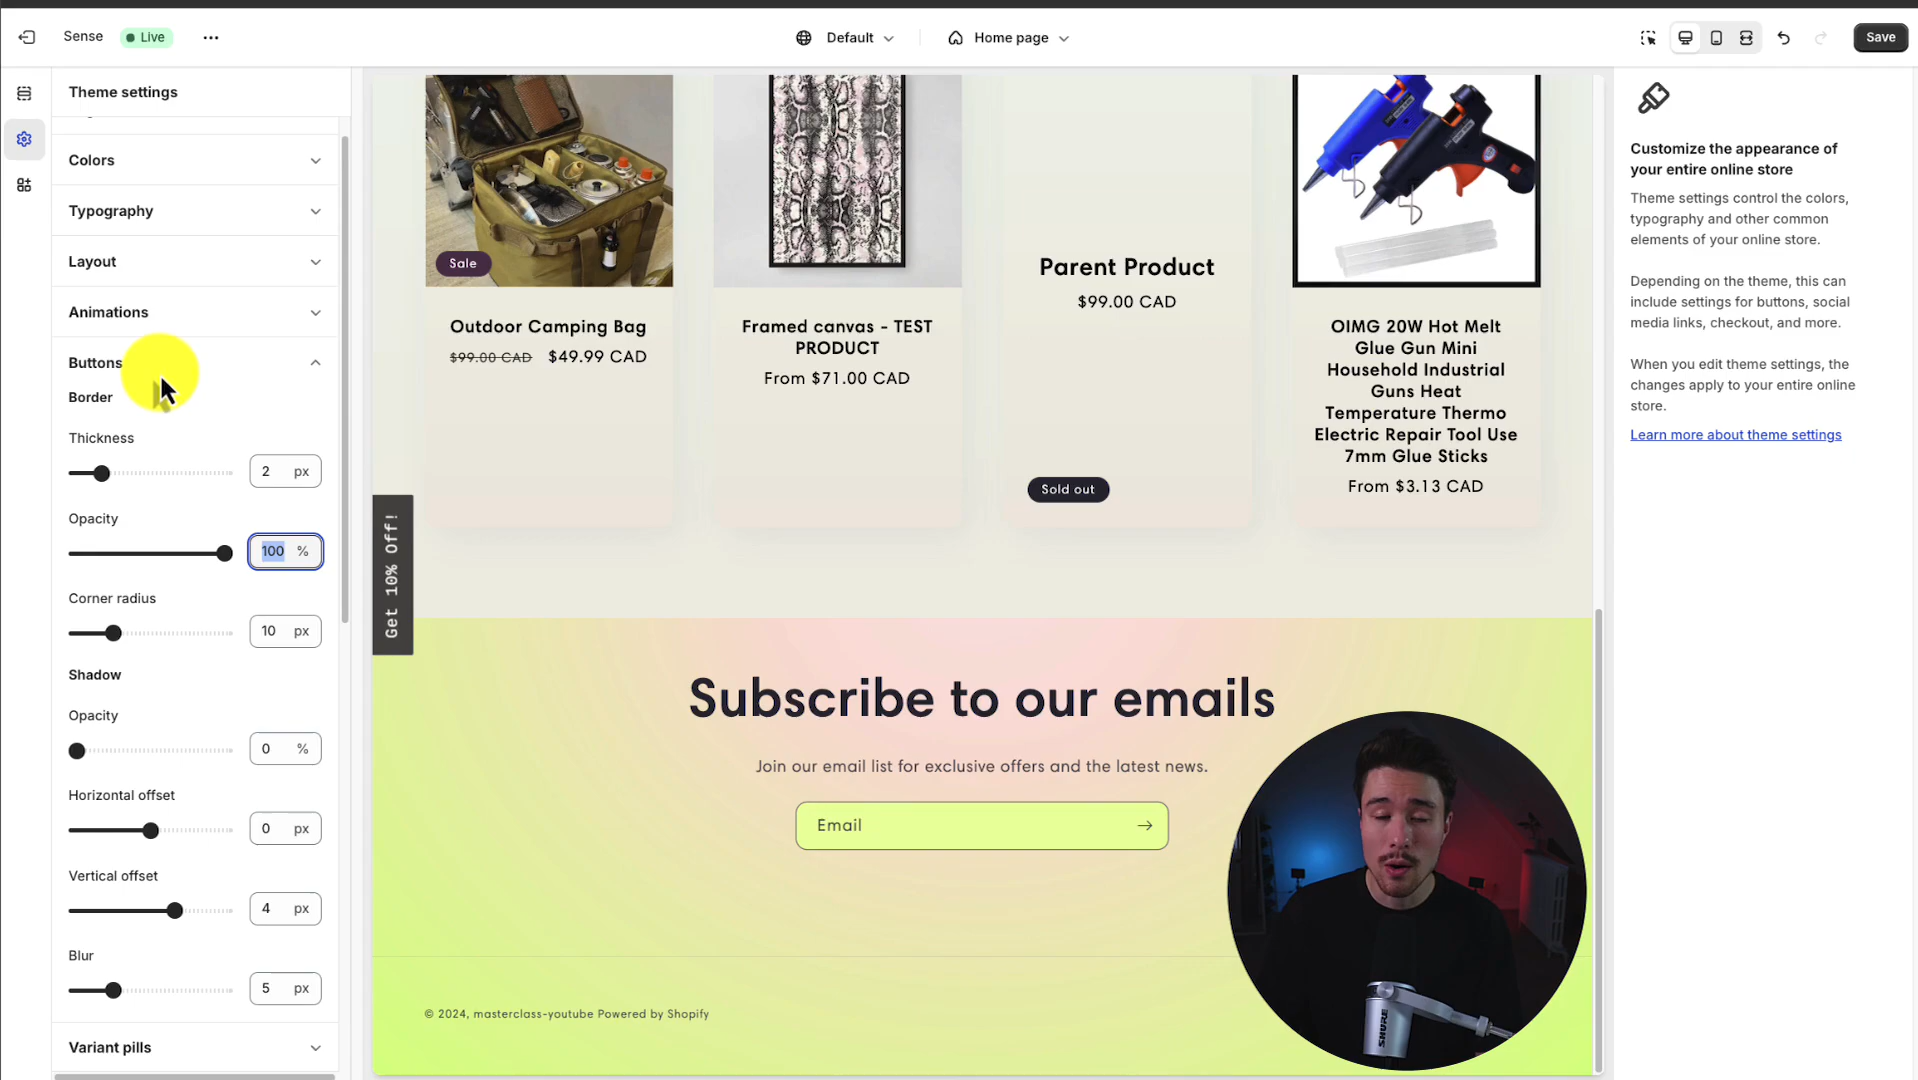 Sense
Live
Default
Home page
Save
Theme settings
Colors
Typography
Layout
Animations
Buttons
Border
Thickness
2 px
Opacity
100 %
Corner radius
10 px
Shadow
Opacity
0 %
Horizontal offset
0 px
Vertical offset
4 px
Blur
5 px
Variant pills
Sale
Outdoor Camping Bag
$99.00 CAD $49.99 CAD
Framed canvas - TEST
PRODUCT
From $71.00 CAD
Parent Product
$99.00 CAD
Sold out
OIMG 20W Hot Melt
Glue Gun Mini
Household Industrial
Guns Heat
Temperature Thermo
Electric Repair Tool Use
7mm Glue Sticks
From $3.13 CAD
Get 10% Off!
Subscribe to our emails
Join our email list for exclusive offers and the latest news.
Email
© 2024, masterclass-youtube Powered by Shopify
SHURE
Customize the appearance of
your entire online store
Theme settings control the colors,
typography and other common
elements of your online store.
Depending on the theme, this can
include settings for buttons, social
media links, checkout, and more.
When you edit theme settings, the
changes apply to your entire online
store.
Learn more about theme settings